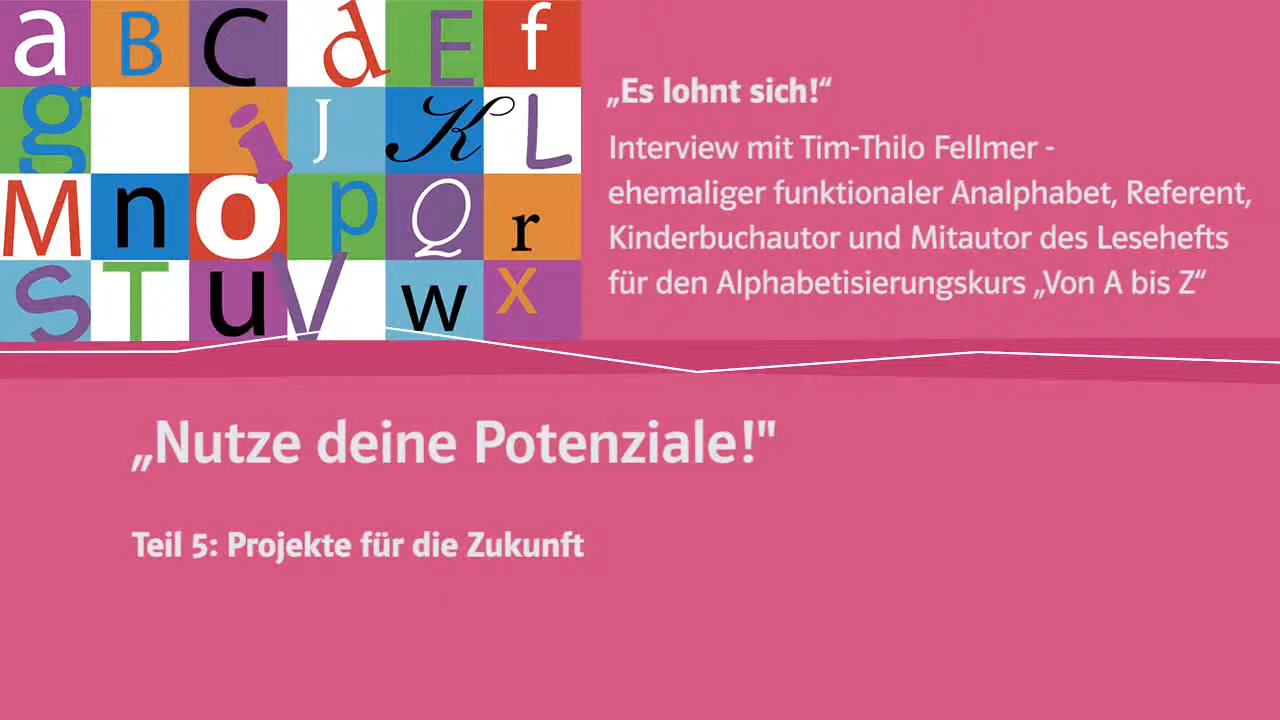 a B C d E f
g i J K L
M n o p Q r
S T u V w x
„Es lohnt sich!“
Interview mit Tim-Thilo Fellmer -
ehemaliger funktionaler Analphabet, Referent,
Kinderbuchautor und Mitautor des Lesehefts
für den Alphabetisierungskurs „Von A bis Z“
„Nutze deine Potenziale!"
Teil 5: Projekte für die Zukunft